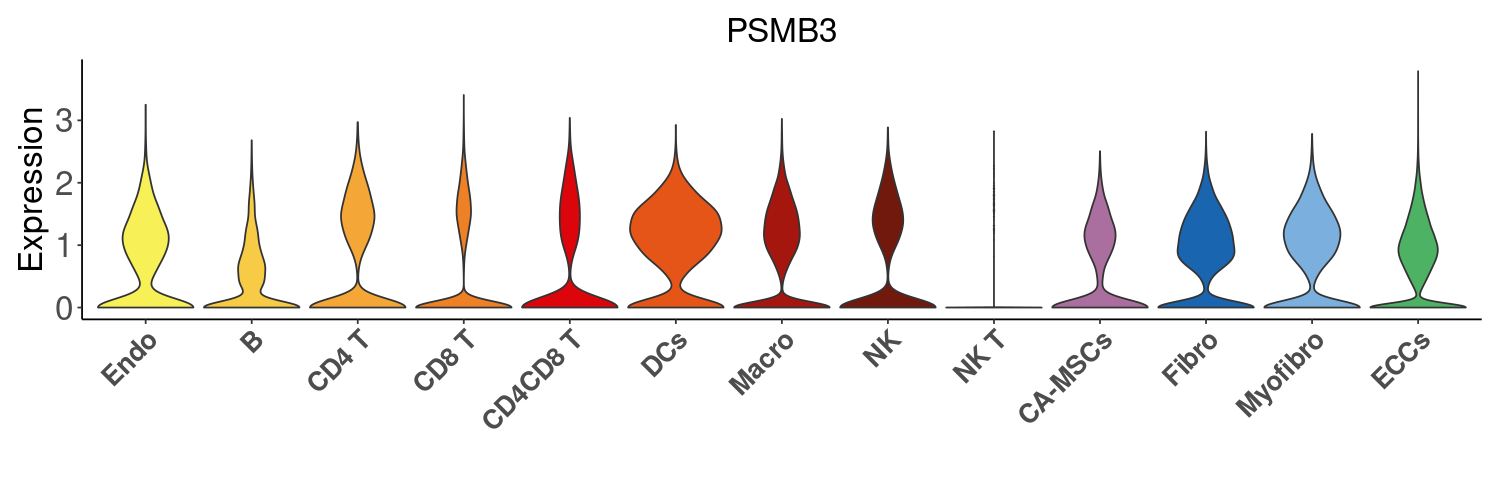 PSMB3
Expression
3
2
1
0
Endo
B
CD4 T
CD8 T
CD4CD8 T
DCs
Macro
NK
NK T
CA-MSCs
Fibro
Myofibro
ECCs